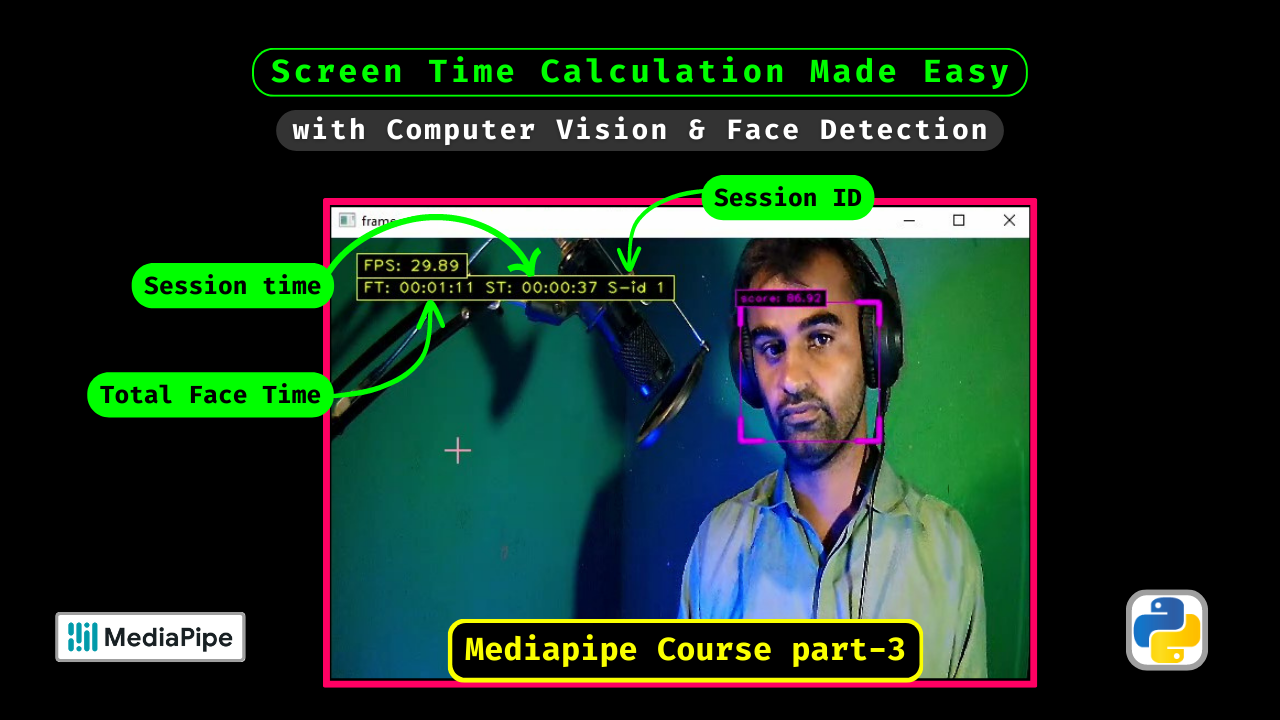 Screen Time Calculation Made Easy
with Computer Vision & Face Detection
Session ID
frame
FPS: 29.89
Session time
FT: 00:01:11 ST: 00:00:37 S-id 1
score: 86.92
Total Face Time
MediaPipe
Mediapipe Course part-3